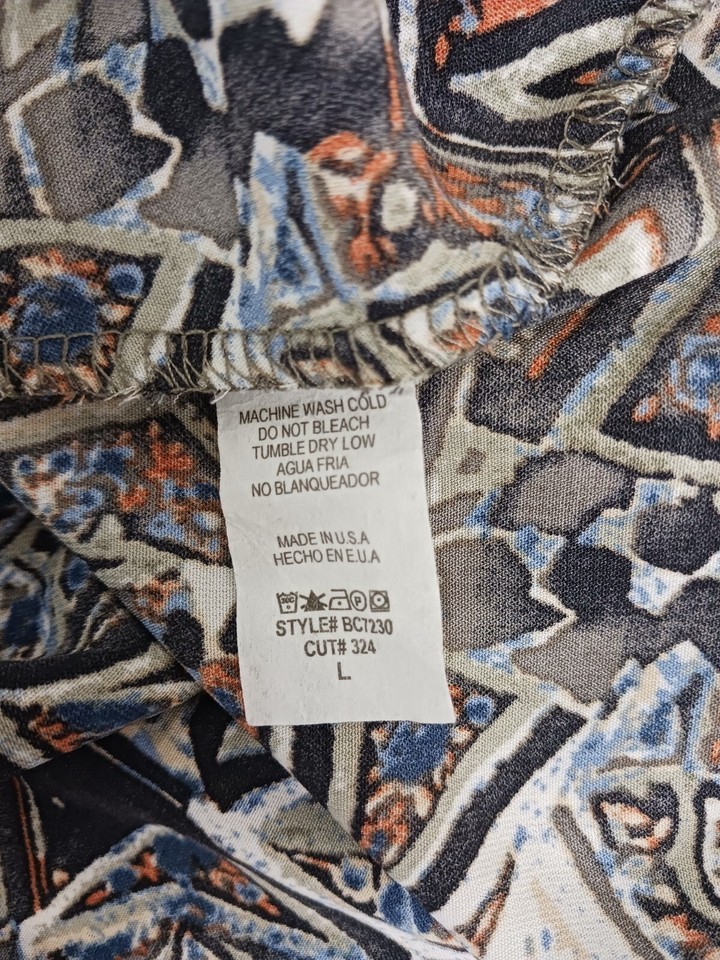 MACHINE WASH COLD
DO NOT BLEACH
TUMBLE DRY LOW
AGUA FRIA
NO BLANQUEADOR
MADE IN U.S.A
HECHO EN E.U.A
30C P
STYLE# BC7230
CUT# 324
L